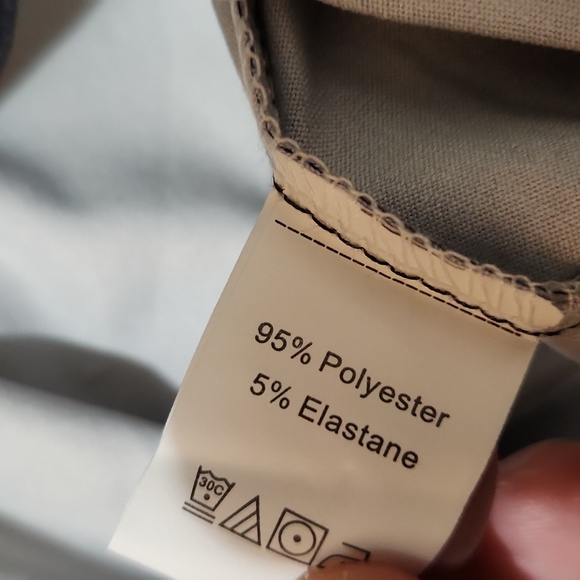 95% Polyester
5% Elastane
30C